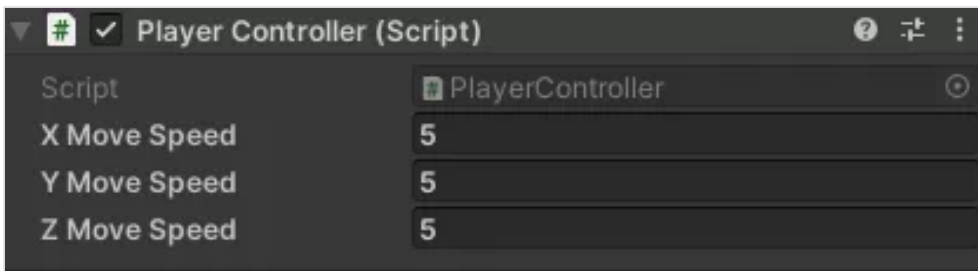 Player Controller (Script)
Script PlayerController
X Move Speed 5
Y Move Speed 5
Z Move Speed 5